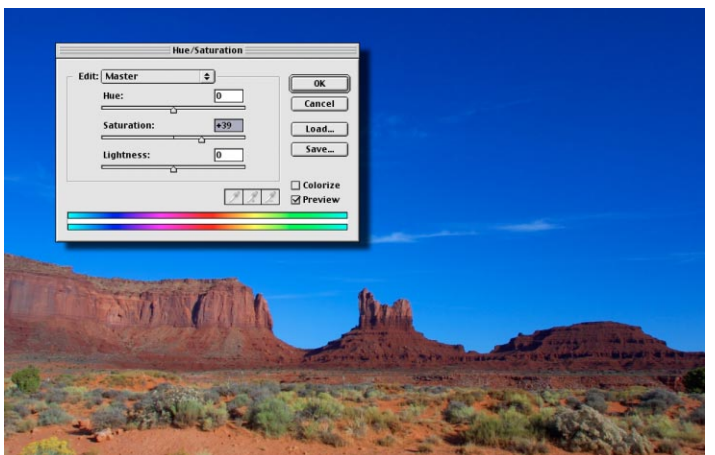 Hue/Saturation
Edit: Master
Hue: 0
Saturation: +39
Lightness: 0
OK
Cancel
Load...
Save...
Colorize
Preview